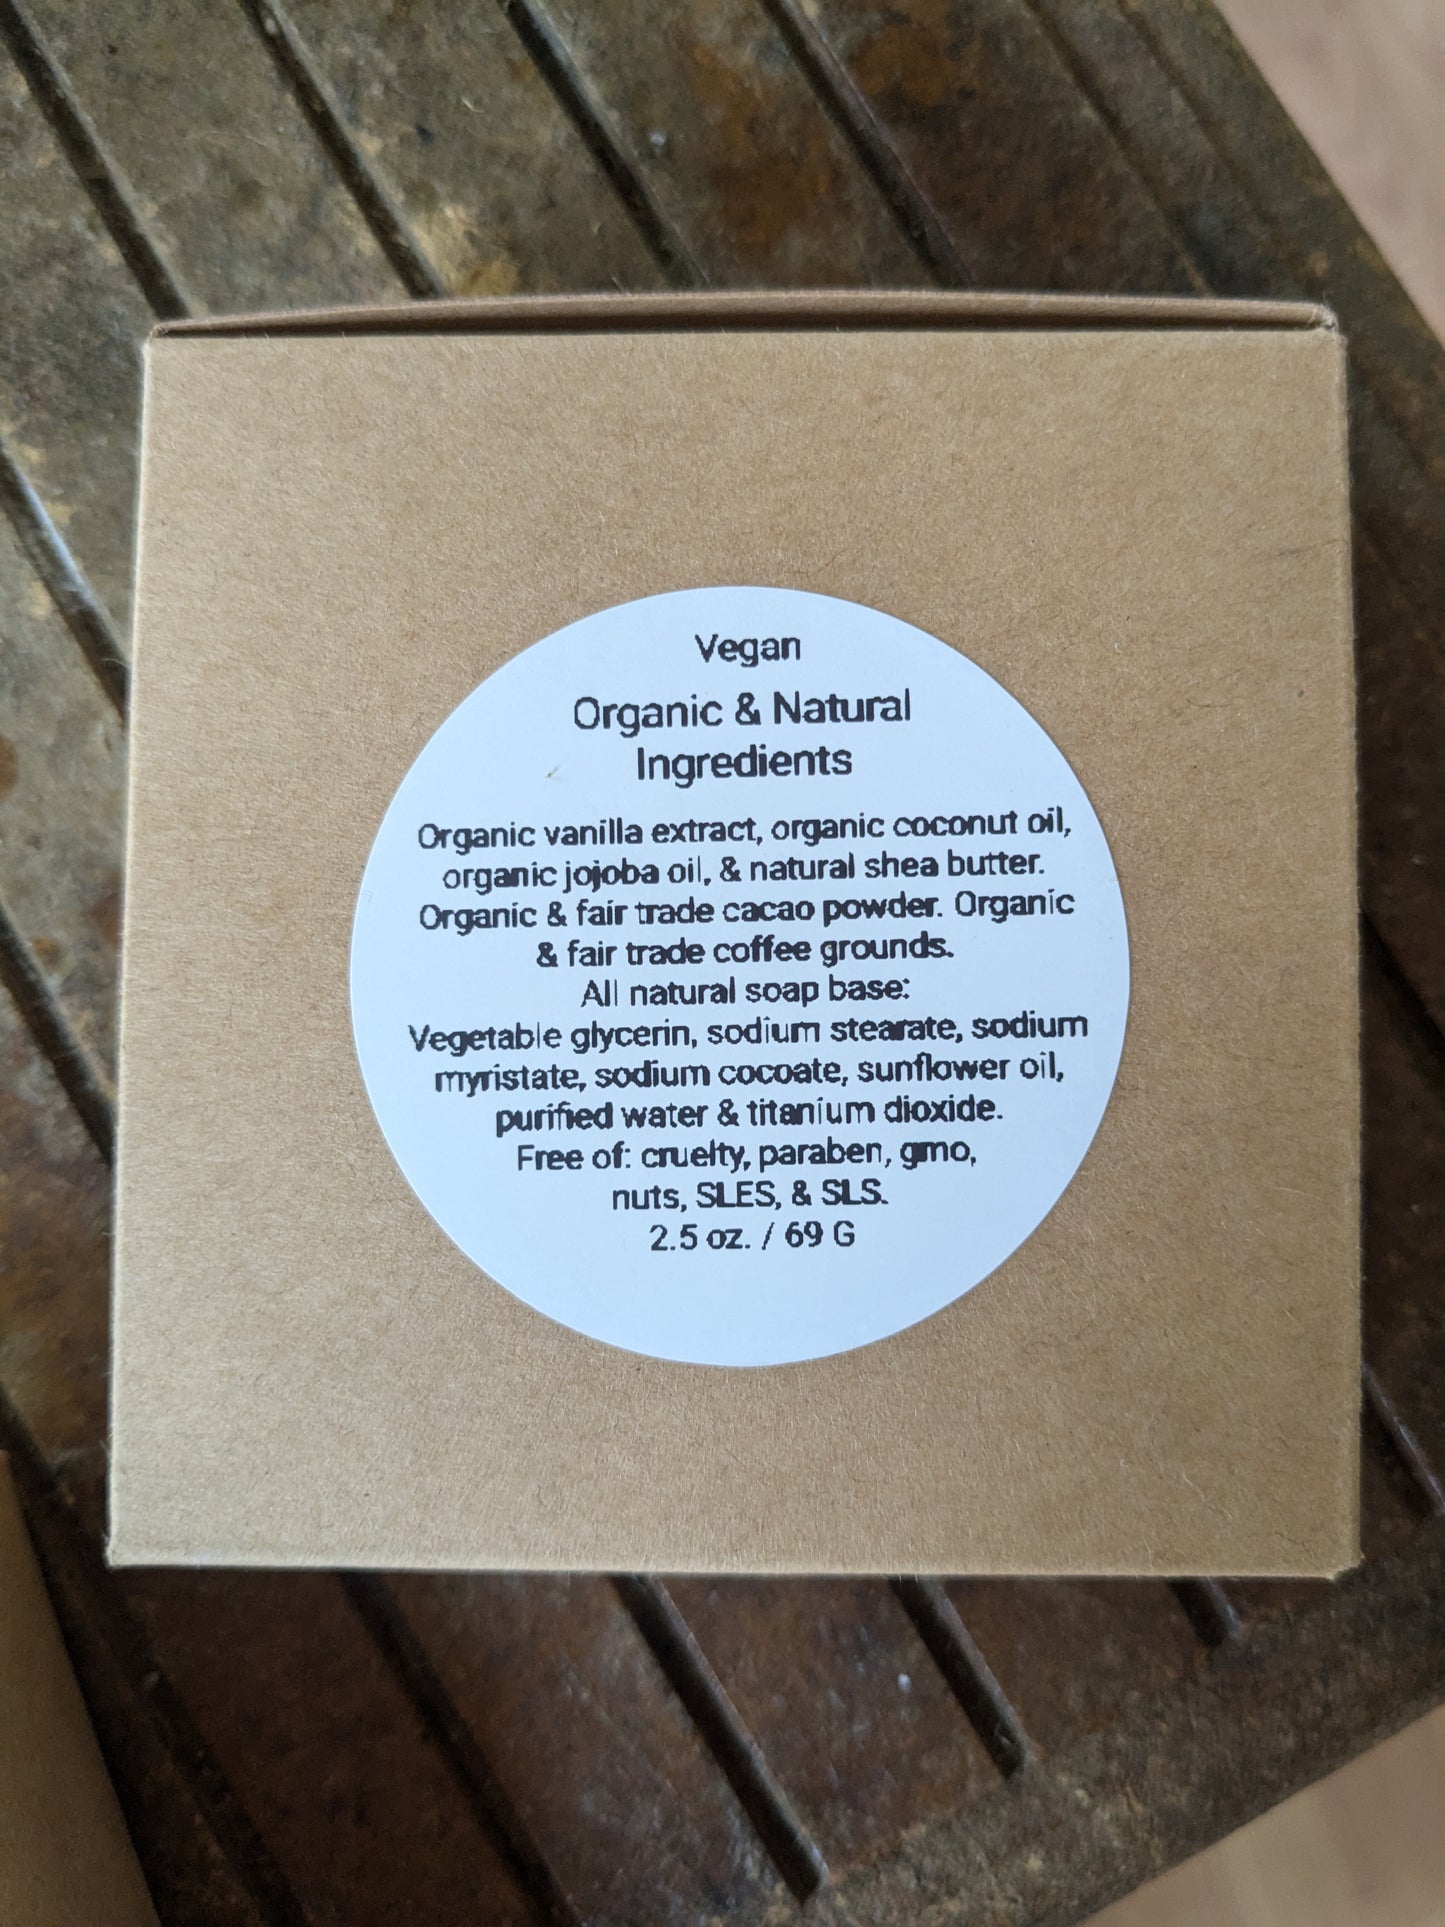 Vegan
Organic & Natural
Ingredients
Organic vanilla extract, organic coconut oil,
organic jojoba oil, & natural shea butter.
Organic & fair trade cacao powder. Organic
& fair trade coffee grounds.
All natural soap base:
Vegetable glycerin, sodium stearate, sodium
myristate, sodium cocoate, sunflower oil,
purified water & titanium dioxide.
Free of: cruelty, paraben, gmo,
nuts, SLES, & SLS.
2.5 oz. / 69 G